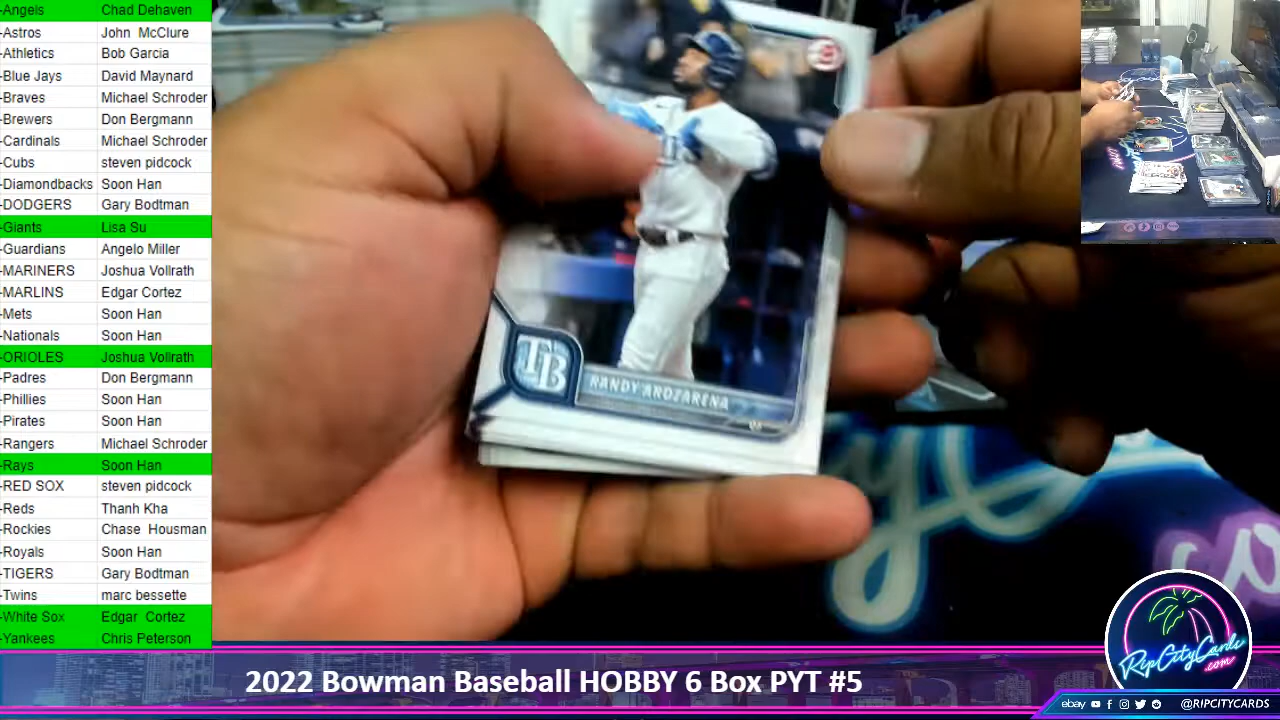 -Angels Chad Dehaven
-Astros John McClure
-Athletics Bob Garcia
-Blue Jays David Maynard
-Braves Michael Schroder
-Brewers Don Bergmann
-Cardinals Michael Schroder
-Cubs steven pidcock
-Diamondbacks Soon Han
-DODGERS Gary Bodtman
-Giants Lisa Su
-Guardians Angelo Miller
-MARINERS Joshua Vollrath
-MARLINS Edgar Cortez
-Mets Soon Han
-Nationals Soon Han
-ORIOLES Joshua Vollrath
-Padres Don Bergmann
-Phillies Soon Han
-Pirates Soon Han
-Rangers Michael Schroder
-Rays Soon Han
-RED SOX steven pidcock
-Reds Thanh Kha
-Rockies Chase Housman
-Royals Soon Han
-TIGERS Gary Bodtman
-Twins marc bessette
-White Sox Edgar Cortez
-Yankees Chris Peterson
TB
RANDY AROZARENA
2022 Bowman Baseball HOBBY 6 Box PYT #5
RipCityCards
.com
ebay
@RIPCITYCARDS